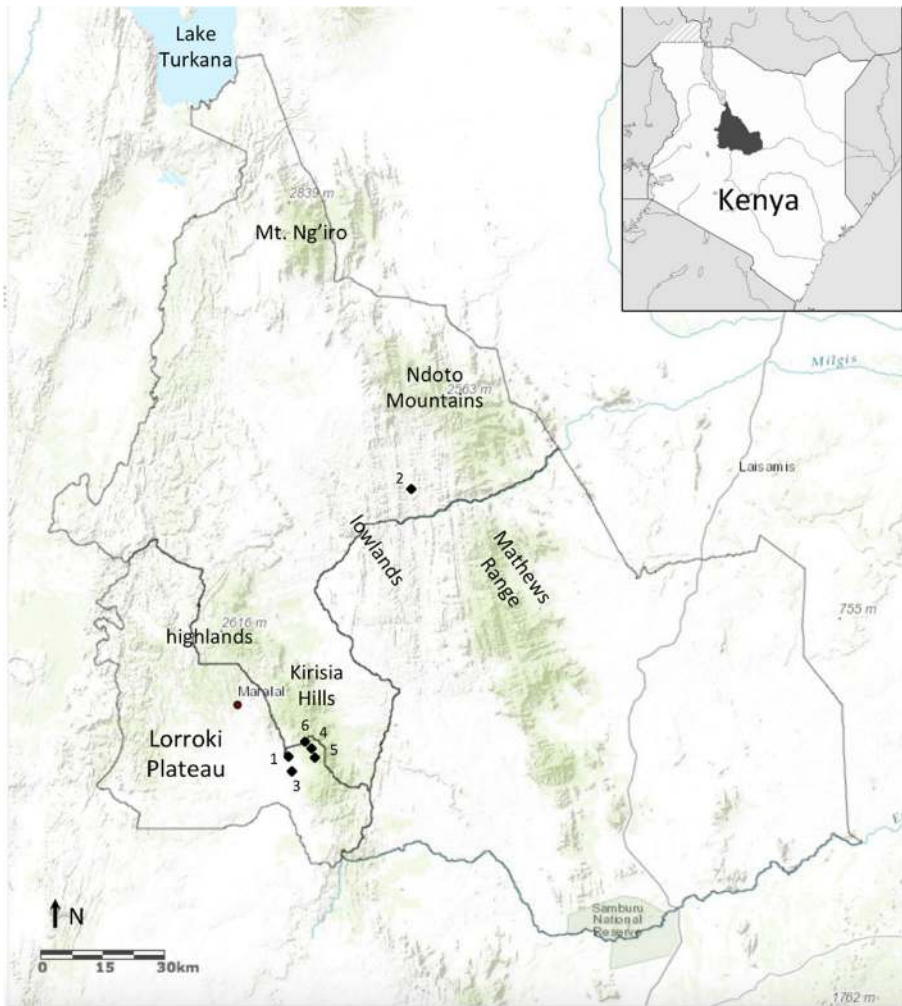 Lake
Turkana
Kenya
2839 m
Mt. Ng'iro
Ndoto
2563 m
Mountains
Milgis
Laisamis
2
lowlands
Mathews
Range
2616 m
highlands
755 m
Kirisia
Hills
Maralal
Lorroki
Plateau
6
4
5
1
3
N
0 15 30km
Samburu
National
Reserve
E
1762 m